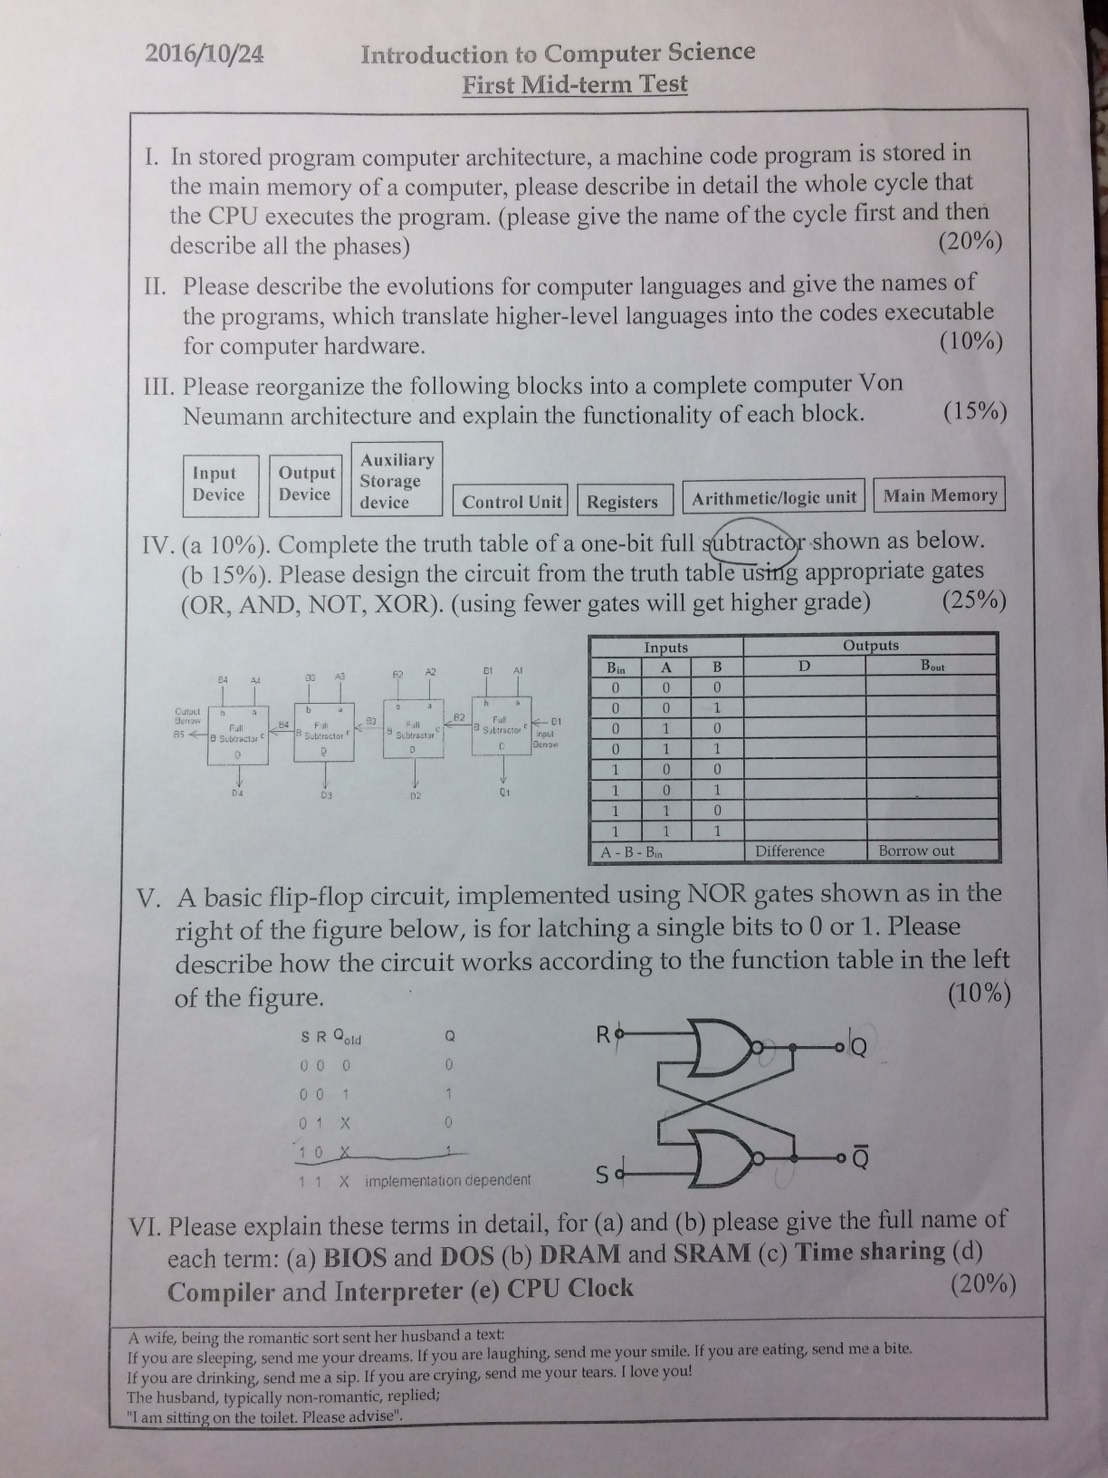 2016/10/24 Introduction to Computer Science
First Mid-term Test
I. In stored program computer architecture, a machine code program is stored in
the main memory of a computer, please describe in detail the whole cycle that
the CPU executes the program. (please give the name of the cycle first and then
describe all the phases) (20%)
II. Please describe the evolutions for computer languages and give the names of
the programs, which translate higher-level languages into the codes executable
for computer hardware. (10%)
III. Please reorganize the following blocks into a complete computer Von
Neumann architecture and explain the functionality of each block. (15%)
Input
Device
Output
Device
Auxiliary
Storage
device
Control Unit
Registers
Arithmetic/logic unit
Main Memory
IV. (a 10%). Complete the truth table of a one-bit full subtractor shown as below.
(b 15%). Please design the circuit from the truth table using appropriate gates
(OR, AND, NOT, XOR). (using fewer gates will get higher grade) (25%)
B4 A4 B3 A3 B2 A2 B1 A1
b a b a b a b a
Output
Borrow
B5
B Full Subtractor c
B4
B Full Subtractor c
B3
B Full Subtractor c
B2
B Full Subtractor c
B1
Input
Borrow
D D D
D4 D3 D2 D1
Inputs Outputs
Bin A B D Bout
0 0 0
0 0 1
0 1 0
0 1 1
1 0 0
1 0 1
1 1 0
1 1 1
A - B - Bin Difference Borrow out
V. A basic flip-flop circuit, implemented using NOR gates shown as in the
right of the figure below, is for latching a single bits to 0 or 1. Please
describe how the circuit works according to the function table in the left
of the figure. (10%)
S R Qold Q
0 0 0 0
0 0 1 1
0 1 X 0
1 0 X 1
1 1 X implementation dependent
R
Q
S
Q̅
VI. Please explain these terms in detail, for (a) and (b) please give the full name of
each term: (a) BIOS and DOS (b) DRAM and SRAM (c) Time sharing (d)
Compiler and Interpreter (e) CPU Clock (20%)
A wife, being the romantic sort sent her husband a text:
If you are sleeping, send me your dreams. If you are laughing, send me your smile. If you are eating, send me a bite.
If you are drinking, send me a sip. If you are crying, send me your tears. I love you!
The husband, typically non-romantic, replied;
"I am sitting on the toilet. Please advise".